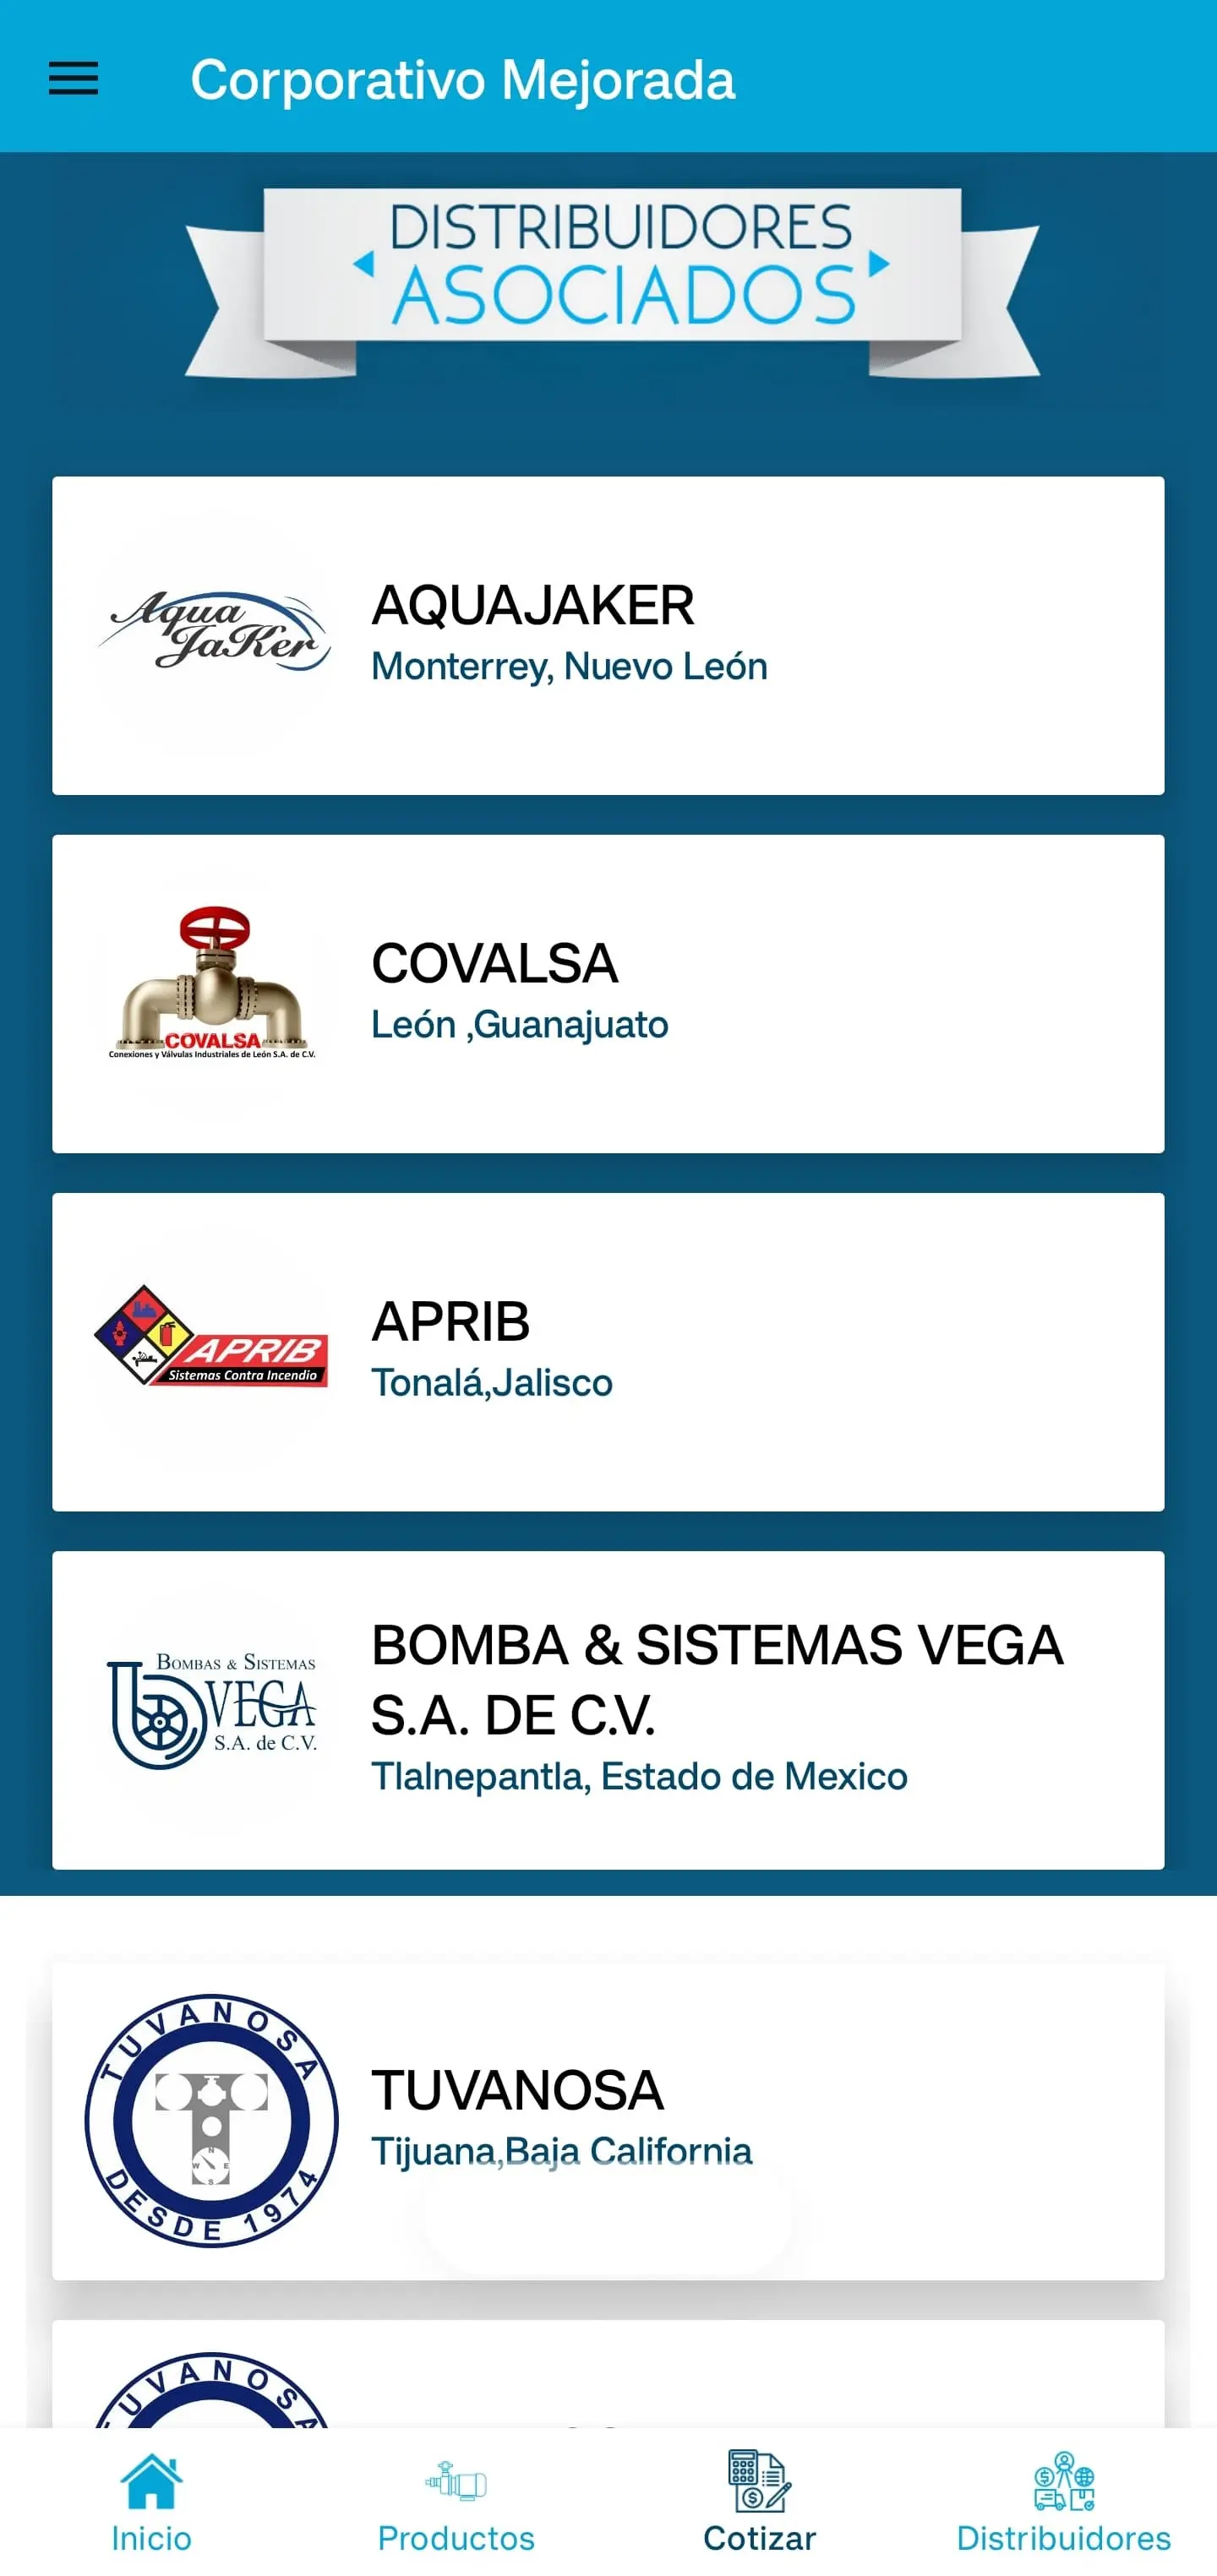 Corporativo Mejorada
DISTRIBUIDORES
ASOCIADOS
Aqua
JaKer
AQUAJAKER
Monterrey, Nuevo León
COVALSA
Conexiones y Válvulas Industriales de León S.A. de C.V.
COVALSA
León ,Guanajuato
APRIB
Sistemas Contra Incendio
APRIB
Tonalá,Jalisco
BOMBAS & SISTEMAS
VEGA
S.A. de C.V.
BOMBA & SISTEMAS VEGA
S.A. DE C.V.
Tlalnepantla, Estado de Mexico
TUVANOSA
N
W E
S
DESDE 1974
TUVANOSA
Tijuana,Baja California
TUVANOSA
Inicio
Productos
Cotizar
Distribuidores